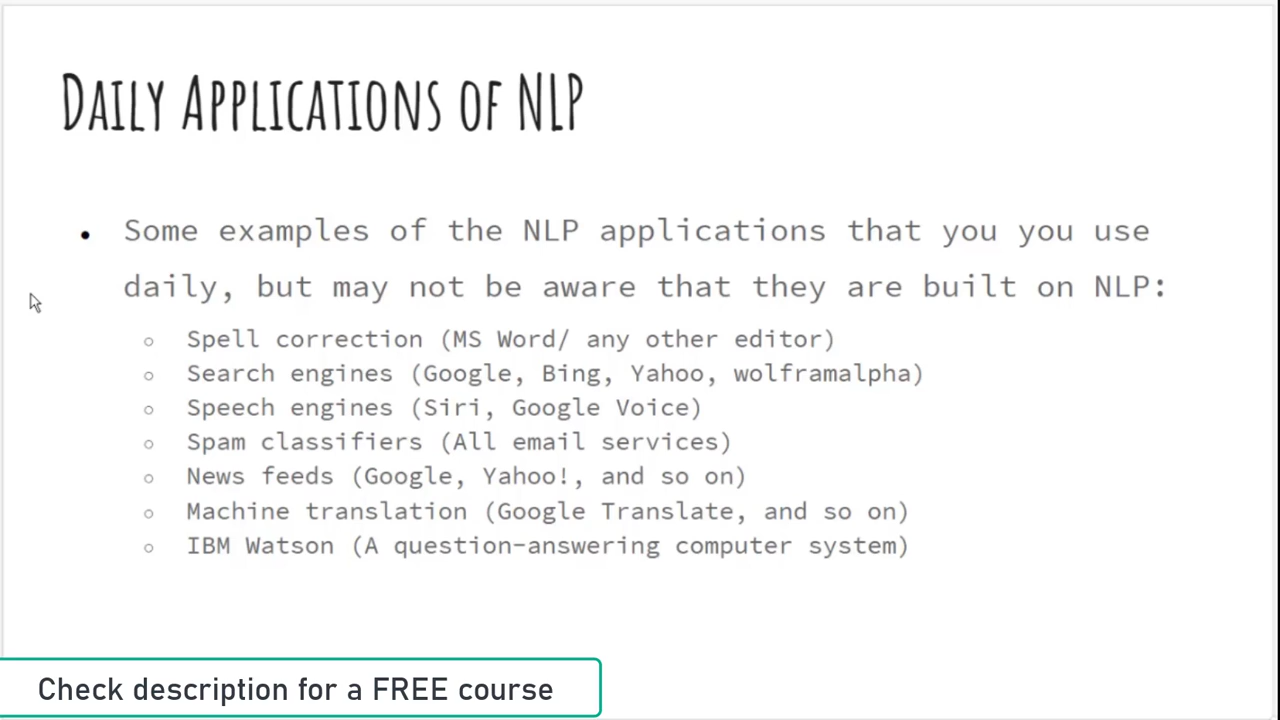 DAILY APPLICATIONS OF NLP
• Some examples of the NLP applications that you you use
daily, but may not be aware that they are built on NLP:
○ Spell correction (MS Word/ any other editor)
○ Search engines (Google, Bing, Yahoo, wolframalpha)
○ Speech engines (Siri, Google Voice)
○ Spam classifiers (All email services)
○ News feeds (Google, Yahoo!, and so on)
○ Machine translation (Google Translate, and so on)
○ IBM Watson (A question-answering computer system)
Check description for a FREE course